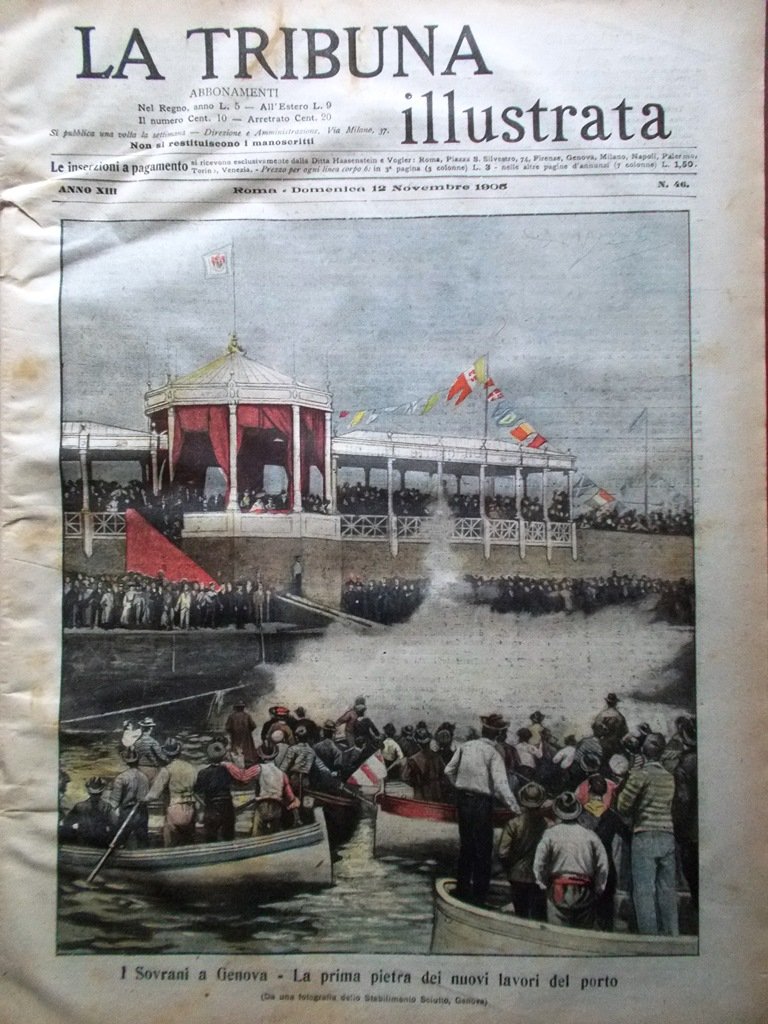 LA TRIBUNA
illustrata
ABBONAMENTI
Nel Regno, anno L. 5 — All'Estero L. 9
Il numero Cent. 10 — Arretrato Cent. 20
Si pubblica una volta la settimana — Direzione e Amministrazione, Via Milano, 37.
Non si restituiscono i manoscritti
Le inserzioni a pagamento si ricevono esclusivamente dalla Ditta Haasenstein e Vogler: Roma, Piazza S. Silvestro, 74, Firenze, Genova, Milano, Napoli, Palermo,
Torino, Venezia. - Prezzo per ogni linea corpo 6: in 3ª pagina (5 colonne) L. 3 - nelle altre pagine d'annunzi (7 colonne) L. 1,50.
ANNO XIII Roma - Domenica 12 Novembre 1905 N. 46.
I Sovrani a Genova - La prima pietra dei nuovi lavori del porto
(Da una fotografia dello Stabilimento Sciutto, Genova).